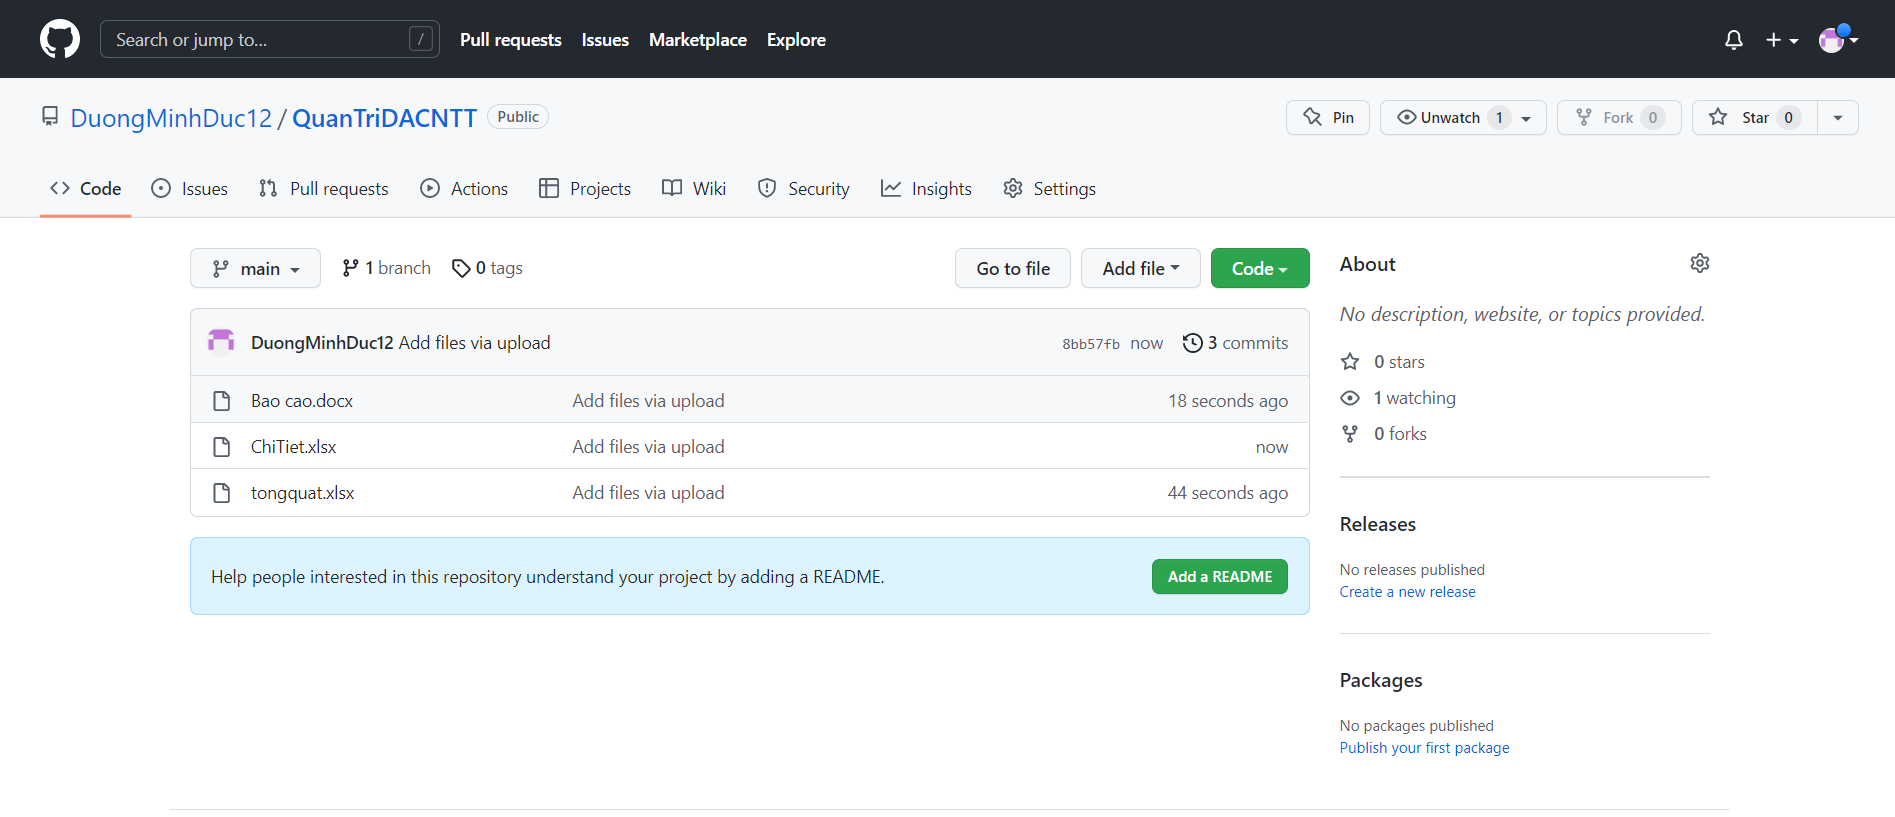 Search or jump to... / Pull requests Issues Marketplace Explore
DuongMinhDuc12 / QuanTriDACNTT Public Pin Unwatch 1 Fork 0 Star 0
Code Issues Pull requests Actions Projects Wiki Security Insights Settings
main 1 branch 0 tags Go to file Add file Code
DuongMinhDuc12 Add files via upload 8bb57fb now 3 commits
Bao cao.docx Add files via upload 18 seconds ago
ChiTiet.xlsx Add files via upload now
tongquat.xlsx Add files via upload 44 seconds ago
Help people interested in this repository understand your project by adding a README. Add a README
About
No description, website, or topics provided.
0 stars
1 watching
0 forks
Releases
No releases published
Create a new release
Packages
No packages published
Publish your first package